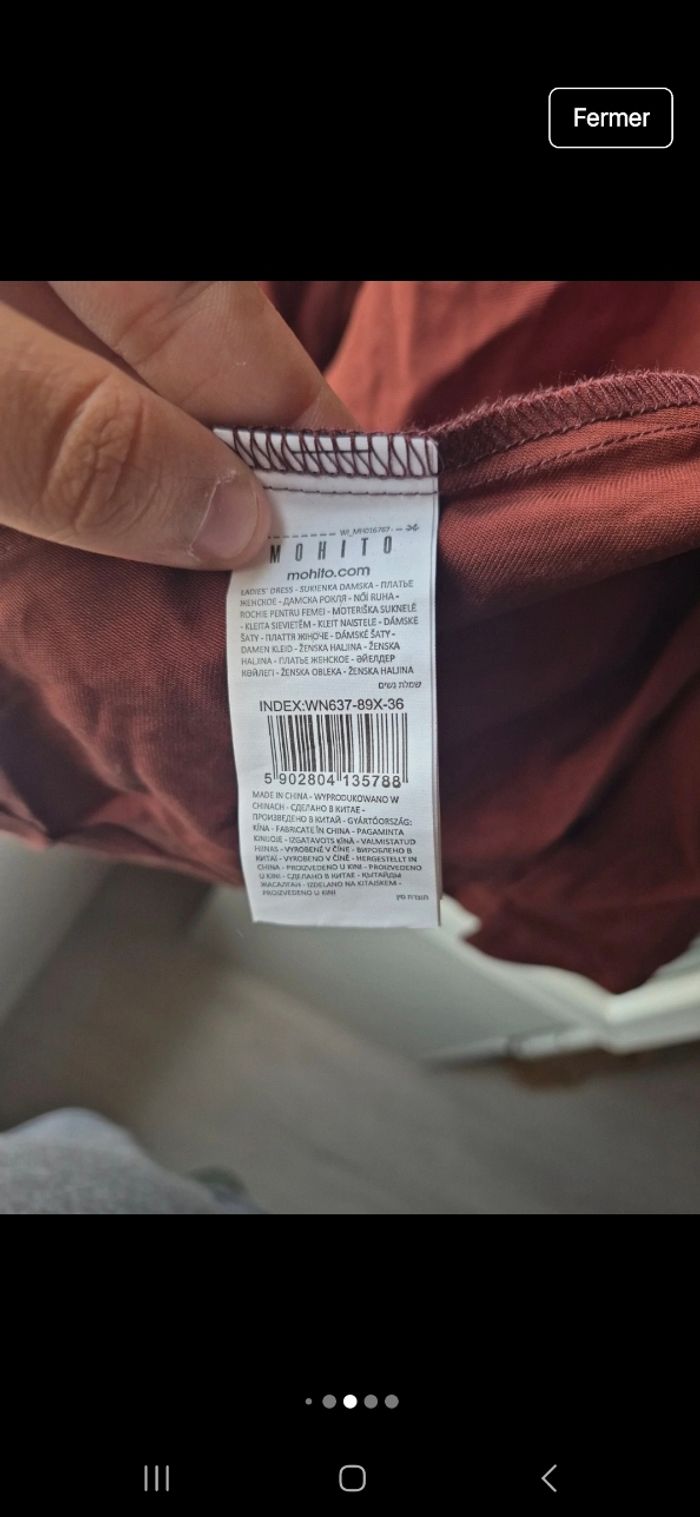 Fermer
WI_MH016767
MOHITO
mohito.com
LADIES' DRESS - SUKIENKA DAMSKA - ПЛАТЬЕ
ЖЕНСКОЕ - ДАМСКА РОКЛЯ - NŐI RUHA -
ROCHIE PENTRU FEMEI - MOTERIŠKA SUKNELĖ
- KLEITA SIEVIETĒM - KLEIT NAISTELE - DÁMSKÉ
ŠATY - ПЛАТТЯ ЖІНОЧЕ - DÁMSKÉ ŠATY -
DAMEN KLEID - ŽENSKA HALJINA - ŽENSKA
HALJINA - ПЛАТЬЕ ЖЕНСКОЕ - ӘЙЕЛДЕР
КӨЙЛЕГІ - ŽENSKA OBLEKA - ŽENSKA HALJINA
שמלת נשים
INDEX:WN637-89X-36
5 902804 135788
MADE IN CHINA - WYPRODUKOWANO W
CHINACH - СДЕЛАНО В КИТАЕ -
ПРОИЗВЕДЕНО В КИТАЙ - GYÁRTÓORSZÁG:
KÍNA - FABRICATE ÎN CHINA - PAGAMINTA
KINIJOJE - IZGATAVOTS ĶĪNĀ - VALMISTATUD
HIINAS - VYROBENÉ V ČÍNE - ВИРОБЛЕНО В
КИТАЇ - VYROBENO V ČÍNĚ - HERGESTELLT IN
CHINA - PROIZVEDENO U KINI - PROIZVEDENO
U KINI - СДЕЛАНО В КИТАЕ - ҚЫТАЙДЫ
ЖАСАЛҒАН - IZDELANO NA KITAJSKEM -
PROIZVEDENO U KINI
תוצרת סין